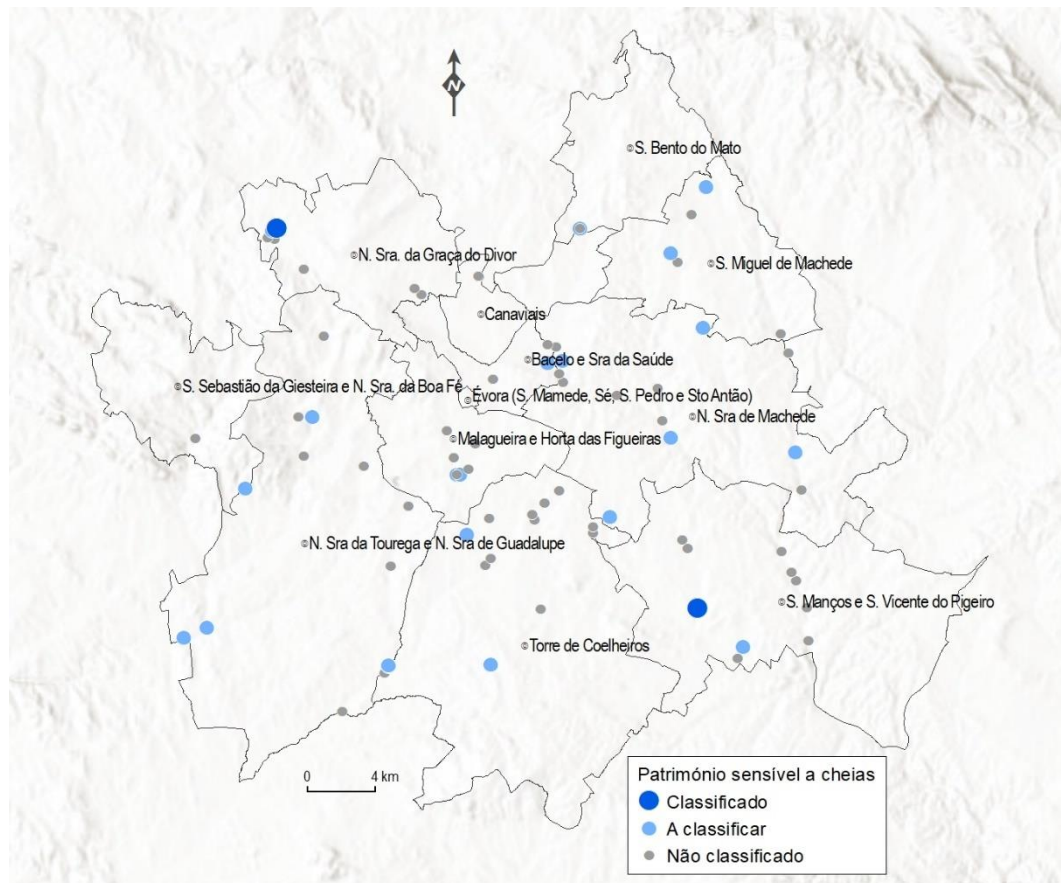 N
S. Bento do Mato
N. Sra. da Graça do Divor
S. Miguel de Machede
Canaviais
Bacelo e Sra da Saúde
S. Sebastião da Giesteira e N. Sra. da Boa Fé
Évora (S. Mamede, Sé, S. Pedro e Sto Antão)
N. Sra de Machede
Malagueira e Horta das Figueiras
N. Sra da Tourega e N. Sra de Guadalupe
S. Manços e S. Vicente do Pigeiro
Torre de Coelheiros
0 4 km
Património sensível a cheias
Classificado
A classificar
Não classificado